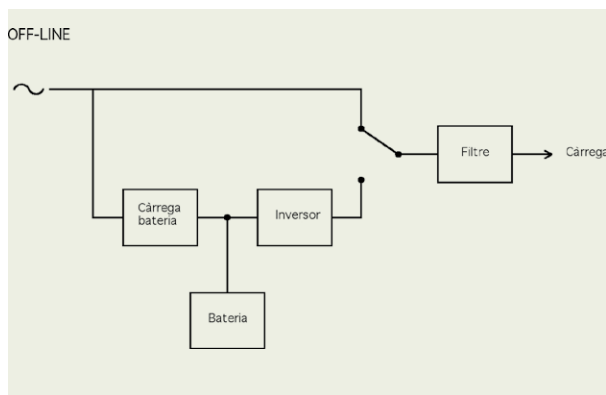 OFF-LINE
Filtre
Càrrega
Càrrega
bateria
Inversor
Bateria